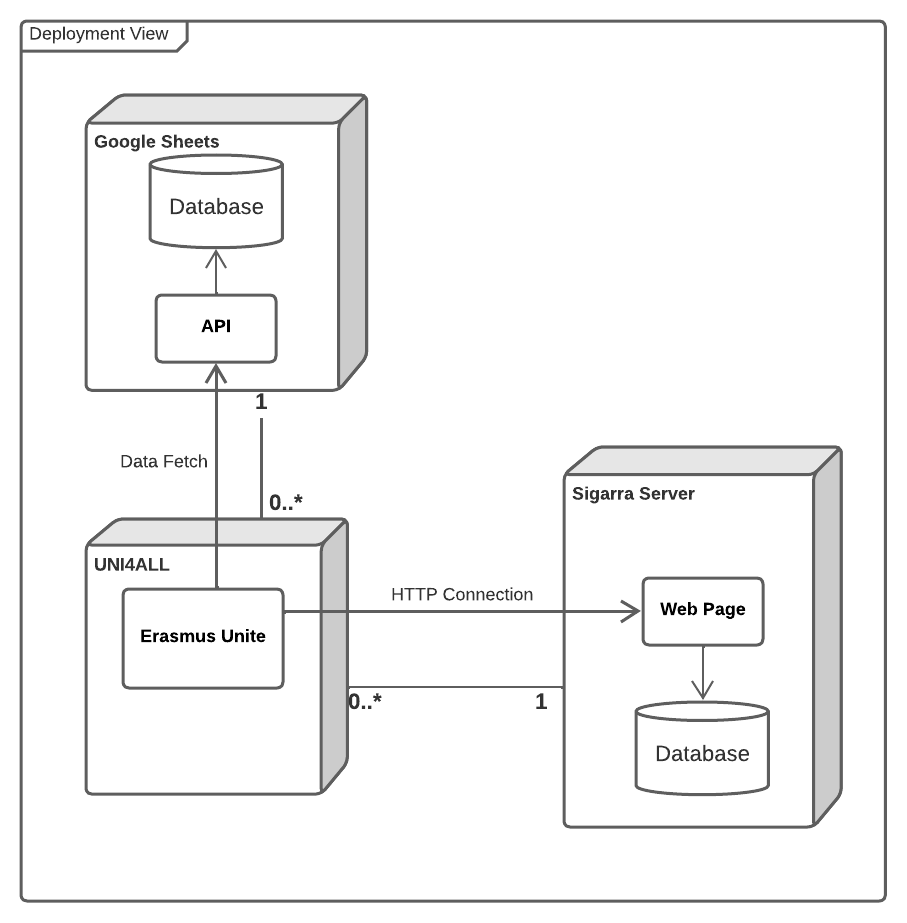 Deployment View
Google Sheets
Database
API
1
Data Fetch
0..*
UNI4ALL
Erasmus Unite
HTTP Connection
0..*
1
Sigarra Server
Web Page
Database